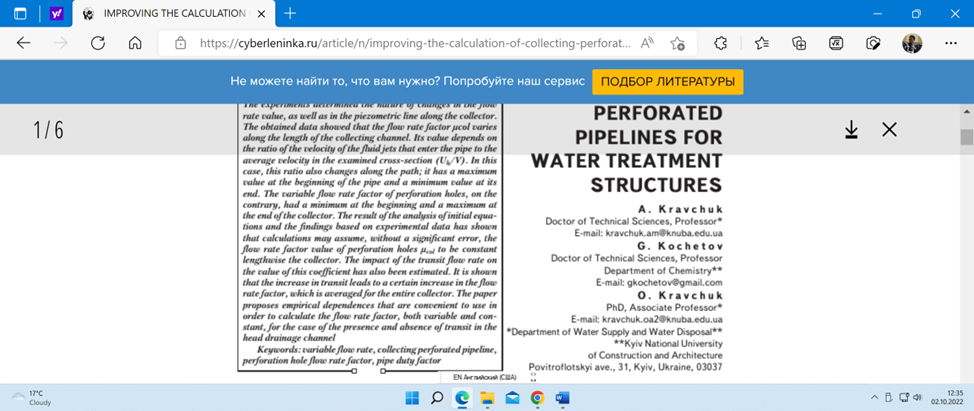 IMPROVING THE CALCULATION
https://cyberleninka.ru/article/n/improving-the-calculation-of-collecting-perforat...
Не можете найти то, что вам нужно? Попробуйте наш сервис
ПОДБОР ЛИТЕРАТУРЫ
1/6
The experiments determined the nature of changes in the flow
rate value, as well as in the piezometric line along the collector.
The obtained data showed that the flow rate factor μcol varies
along the length of the collecting channel. Its value depends on
the ratio of the velocity of the fluid jets that enter the pipe to the
average velocity in the examined cross-section (Uh/V). In this
case, this ratio also changes along the path; it has a maximum
value at the beginning of the pipe and a minimum value at its
end. The variable flow rate factor of perforation holes, on the
contrary, had a minimum at the beginning and a maximum at
the end of the collector. The result of the analysis of initial equa-
tions and the findings based on experimental data has shown
that calculations may assume, without a significant error, the
flow rate factor value of perforation holes μcol to be constant
lengthwise the collector. The impact of the transit flow rate on
the value of this coefficient has also been estimated. It is shown
that the increase in transit leads to a certain increase in the flow
rate factor, which is averaged for the entire collector. The paper
proposes empirical dependences that are convenient to use in
order to calculate the flow rate factor, both variable and con-
stant, for the case of the presence and absence of transit in the
head drainage channel
Keywords: variable flow rate, collecting perforated pipeline,
perforation hole flow rate factor, pipe duty factor
PERFORATED
PIPELINES FOR
WATER TREATMENT
STRUCTURES
A. Kravchuk
Doctor of Technical Sciences, Professor*
E-mail: kravchuk.am@knuba.edu.ua
G. Kochetov
Doctor of Technical Sciences, Professor
Department of Chemistry**
E-mail: gkochetov@gmail.com
O. Kravchuk
PhD, Associate Professor*
E-mail: kravchuk.oa2@knuba.edu.ua
*Department of Water Supply and Water Disposal**
**Kyiv National University
of Construction and Architecture
Povitroflotskyi ave., 31, Kyiv, Ukraine, 03037
EN Английский (США)
17°C
Cloudy
12:35
02.10.2022